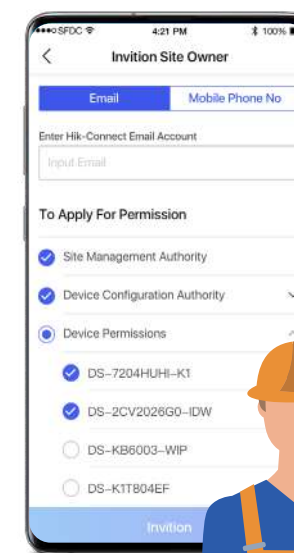 SFDC 4:21 PM 100%
Invition Site Owner
Email Mobile Phone No
Enter Hik-Connect Email Account
Input Email
To Apply For Permission
Site Management Authority
Device Configuration Authority
Device Permissions
DS-7204HUHI-K1
DS-2CV2026G0-IDW
DS-KB6003-WIP
DS-K1T804EF
Invition